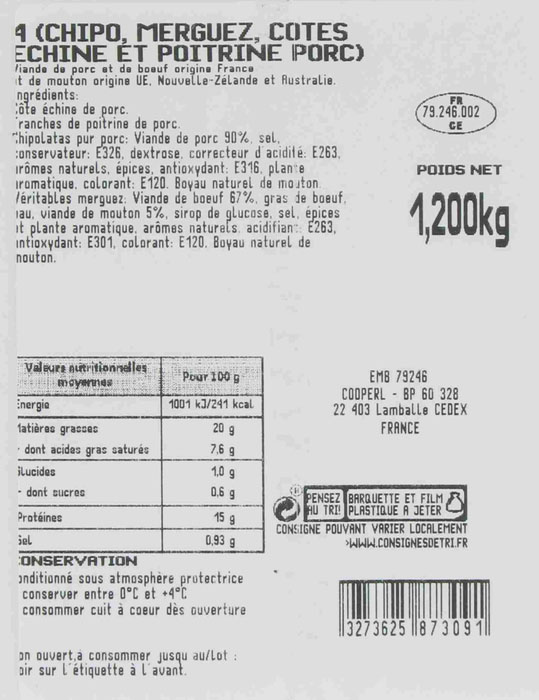 4 (CHIPO, MERGUEZ, COTES
ECHINE ET POITRINE PORC)
Viande de porc et de boeuf origine France
t de mouton origine UE, Nouvelle-Zélande et Australie.
ngrédients:
ôte échine de porc.
ranches de poitrine de porc.
hipolatas pur porc: Viande de porc 90%, sel,
conservateur: E326, dextrose, correcteur d'acidité: E263,
arômes naturels, épices, antioxydant: E316, plante
aromatique, colorant: E120. Boyau naturel de mouton.
Véritables merguez: Viande de boeuf 67%, gras de boeuf,
eau, viande de mouton 5%, sirop de glucose, sel, épices
et plante aromatique, arômes naturels, acidifiant: E263,
antioxydant: E301, colorant: E120. Boyau naturel de
mouton.
FR
79.246.002
CE
POIDS NET
1,200kg
Valeurs nutritionnelles moyennes
Pour 100 g
Energie 1001 kJ/241 kcal
Matières grasses 20 g
- dont acides gras saturés 7,6 g
Glucides 1,0 g
- dont sucres 0,6 g
Protéines 15 g
Sel 0,93 g
EMB 79246
COOPERL - BP 60 328
22 403 Lamballe CEDEX
FRANCE
PENSEZ AU TRI!
BARQUETTE ET FILM PLASTIQUE A JETER
CONSIGNE POUVANT VARIER LOCALEMENT
>WWW.CONSIGNESDETRI.FR
CONSERVATION
onditionné sous atmosphère protectrice
conserver entre 0°C et +4°C
consommer cuit à coeur dès ouverture
on ouvert,à consommer jusqu'au/Lot :
oir sur l'étiquette à l'avant.
3273625 873091